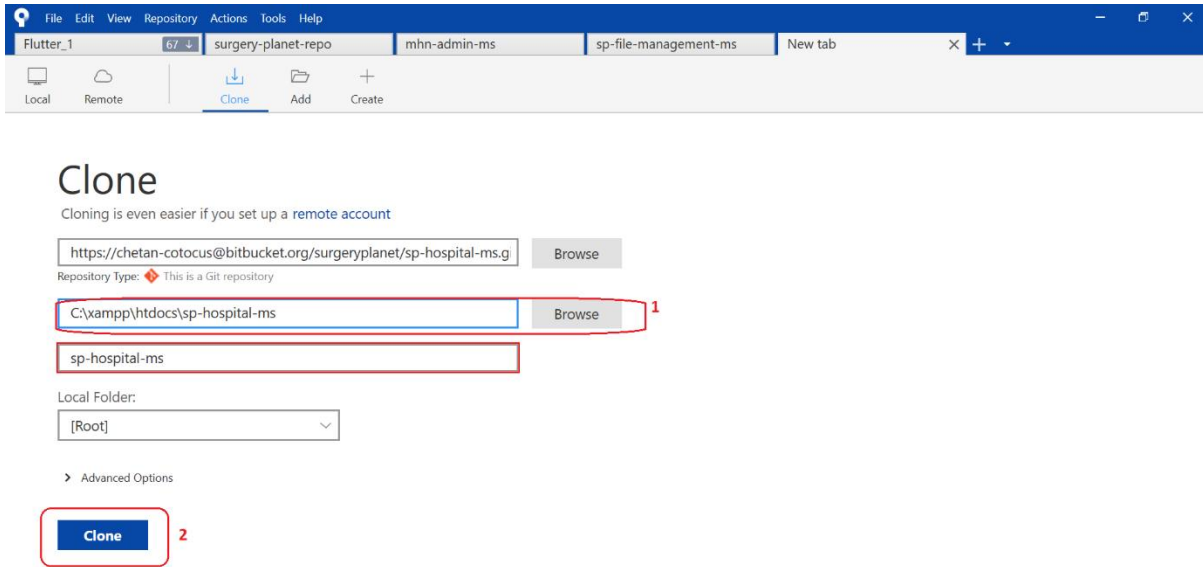 File Edit View Repository Actions Tools Help
Flutter_1 67 ↓ surgery-planet-repo mhn-admin-ms sp-file-management-ms New tab
Local Remote Clone Add Create
Clone
Cloning is even easier if you set up a remote account
https://chetan-cotocus@bitbucket.org/surgeryplanet/sp-hospital-ms.gi Browse
Repository Type: This is a Git repository
C:\xampp\htdocs\sp-hospital-ms Browse 1
sp-hospital-ms
Local Folder:
[Root]
Advanced Options
Clone 2